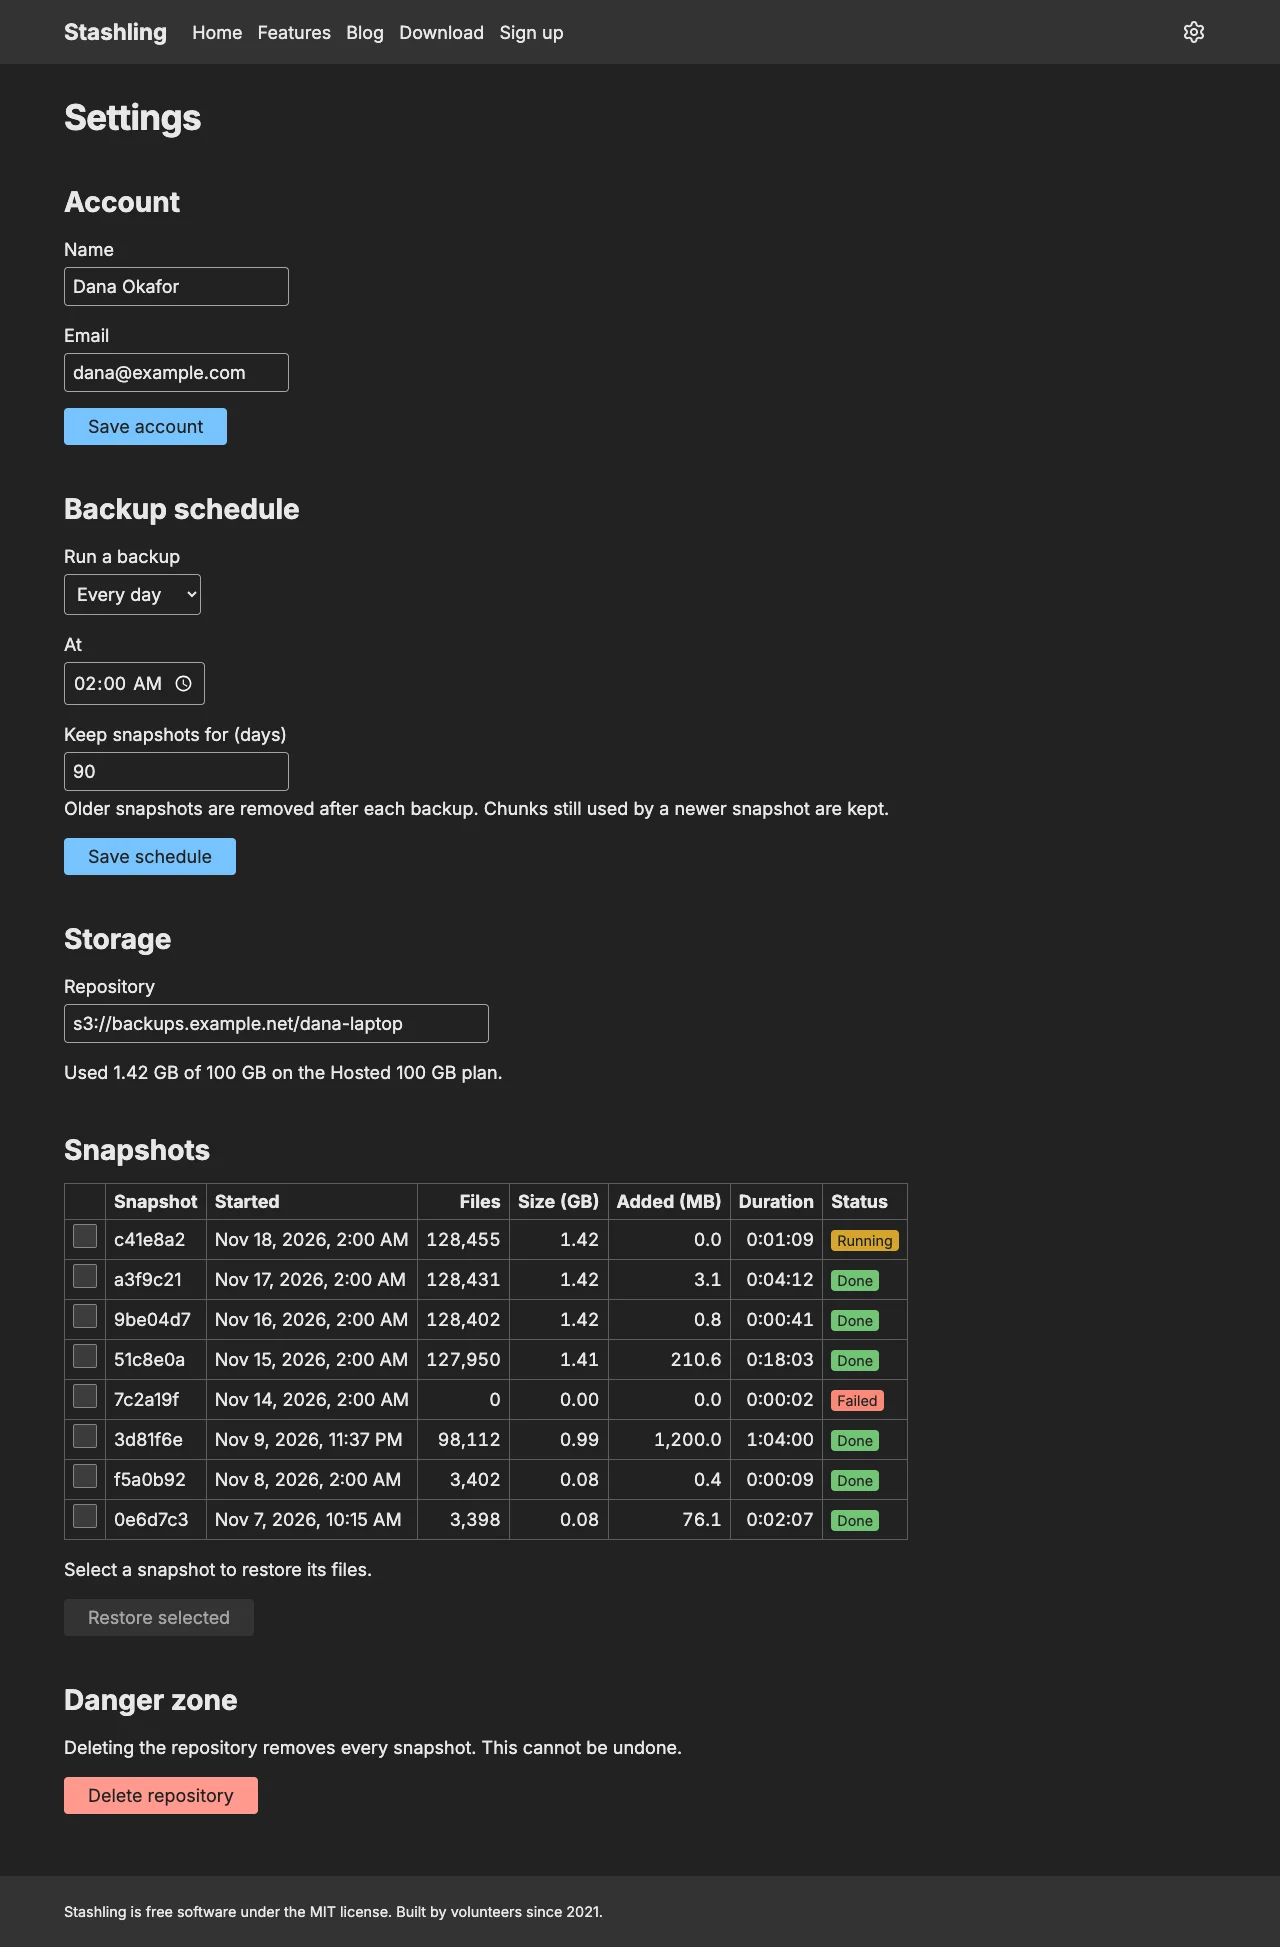 Stashling Home Features Blog Download Sign up
Settings
Account
Name
Dana Okafor
Email
dana@example.com
Save account
Backup schedule
Run a backup
Every day
At
02:00 AM
Keep snapshots for (days)
90
Older snapshots are removed after each backup. Chunks still used by a newer snapshot are kept.
Save schedule
Storage
Repository
s3://backups.example.net/dana-laptop
Used 1.42 GB of 100 GB on the Hosted 100 GB plan.
Snapshots
Snapshot Started Files Size (GB) Added (MB) Duration Status
c41e8a2 Nov 18, 2026, 2:00 AM 128,455 1.42 0.0 0:01:09 Running
a3f9c21 Nov 17, 2026, 2:00 AM 128,431 1.42 3.1 0:04:12 Done
9be04d7 Nov 16, 2026, 2:00 AM 128,402 1.42 0.8 0:00:41 Done
51c8e0a Nov 15, 2026, 2:00 AM 127,950 1.41 210.6 0:18:03 Done
7c2a19f Nov 14, 2026, 2:00 AM 0 0.00 0.0 0:00:02 Failed
3d81f6e Nov 9, 2026, 11:37 PM 98,112 0.99 1,200.0 1:04:00 Done
f5a0b92 Nov 8, 2026, 2:00 AM 3,402 0.08 0.4 0:00:09 Done
0e6d7c3 Nov 7, 2026, 10:15 AM 3,398 0.08 76.1 0:02:07 Done
Select a snapshot to restore its files.
Restore selected
Danger zone
Deleting the repository removes every snapshot. This cannot be undone.
Delete repository
Stashling is free software under the MIT license. Built by volunteers since 2021.